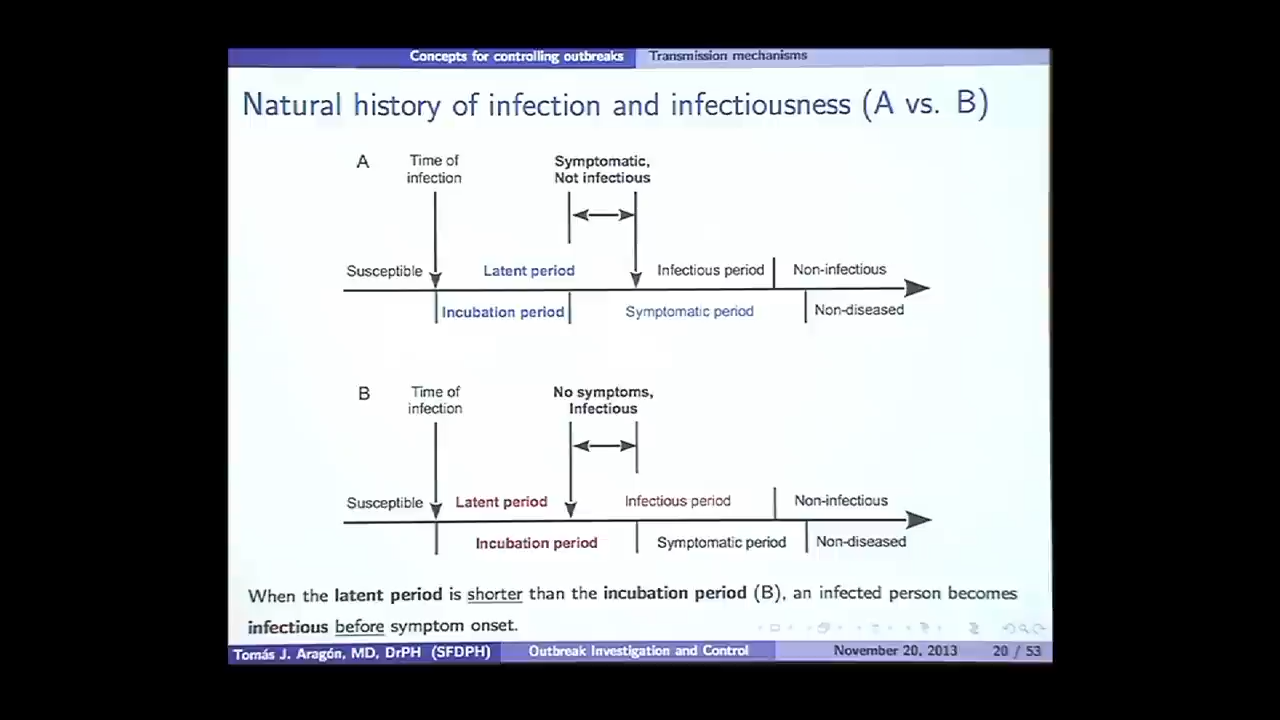 Concepts for controlling outbreaks Transmission mechanisms
Natural history of infection and infectiousness (A vs. B)
A
Time of
infection
Symptomatic,
Not infectious
Susceptible
Latent period
Infectious period
Non-infectious
Incubation period
Symptomatic period
Non-diseased
B
Time of
infection
No symptoms,
Infectious
Susceptible
Latent period
Infectious period
Non-infectious
Incubation period
Symptomatic period
Non-diseased
When the latent period is shorter than the incubation period (B), an infected person becomes
infectious before symptom onset.
Tomás J. Aragón, MD, DrPH (SFDPH) Outbreak Investigation and Control November 20, 2013 20 / 53